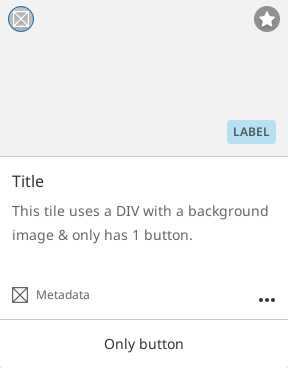 LABEL
Title
This tile uses a DIV with a background
image & only has 1 button.
Metadata
Only button